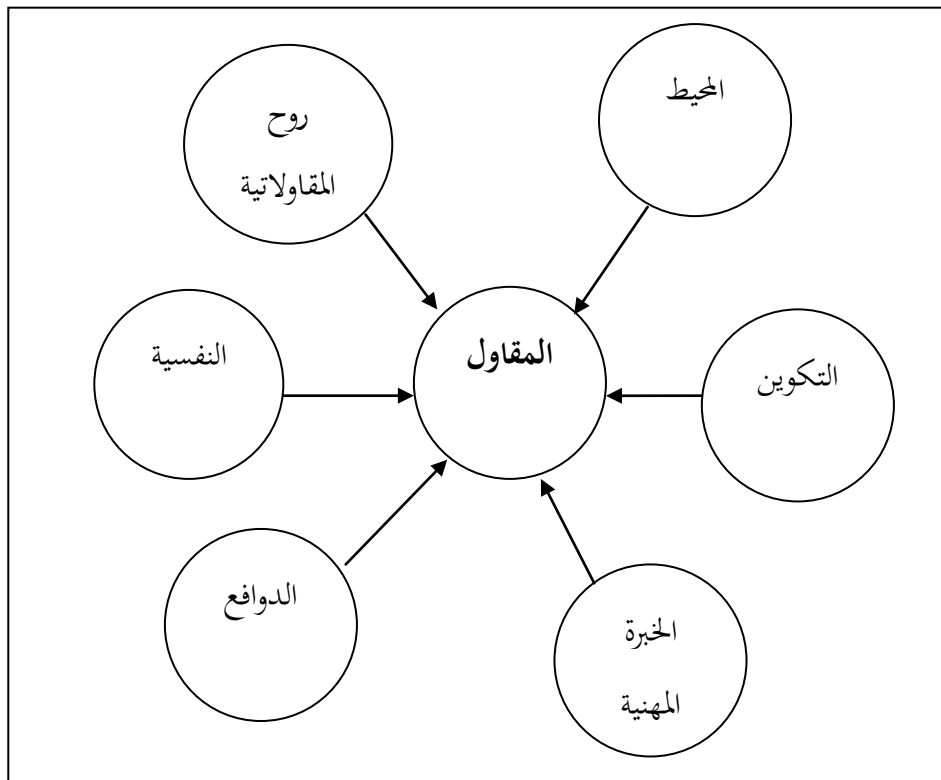 المحيط
روح
المقاولاتية
المقاول
النفسية
التكوين
الدوافع
الخبرة
المهنية